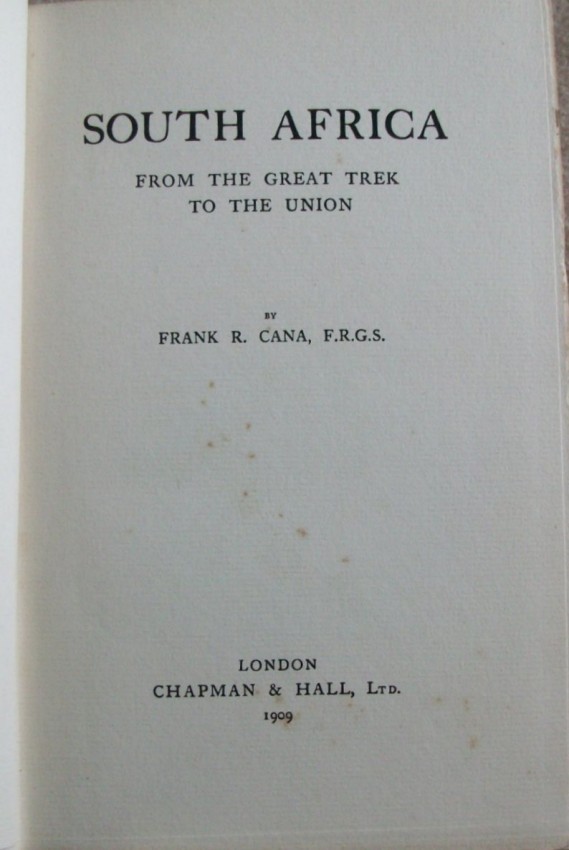 SOUTH AFRICA
FROM THE GREAT TREK
TO THE UNION
BY
FRANK R. CANA, F.R.G.S.
LONDON
CHAPMAN & HALL, LTD.
1909